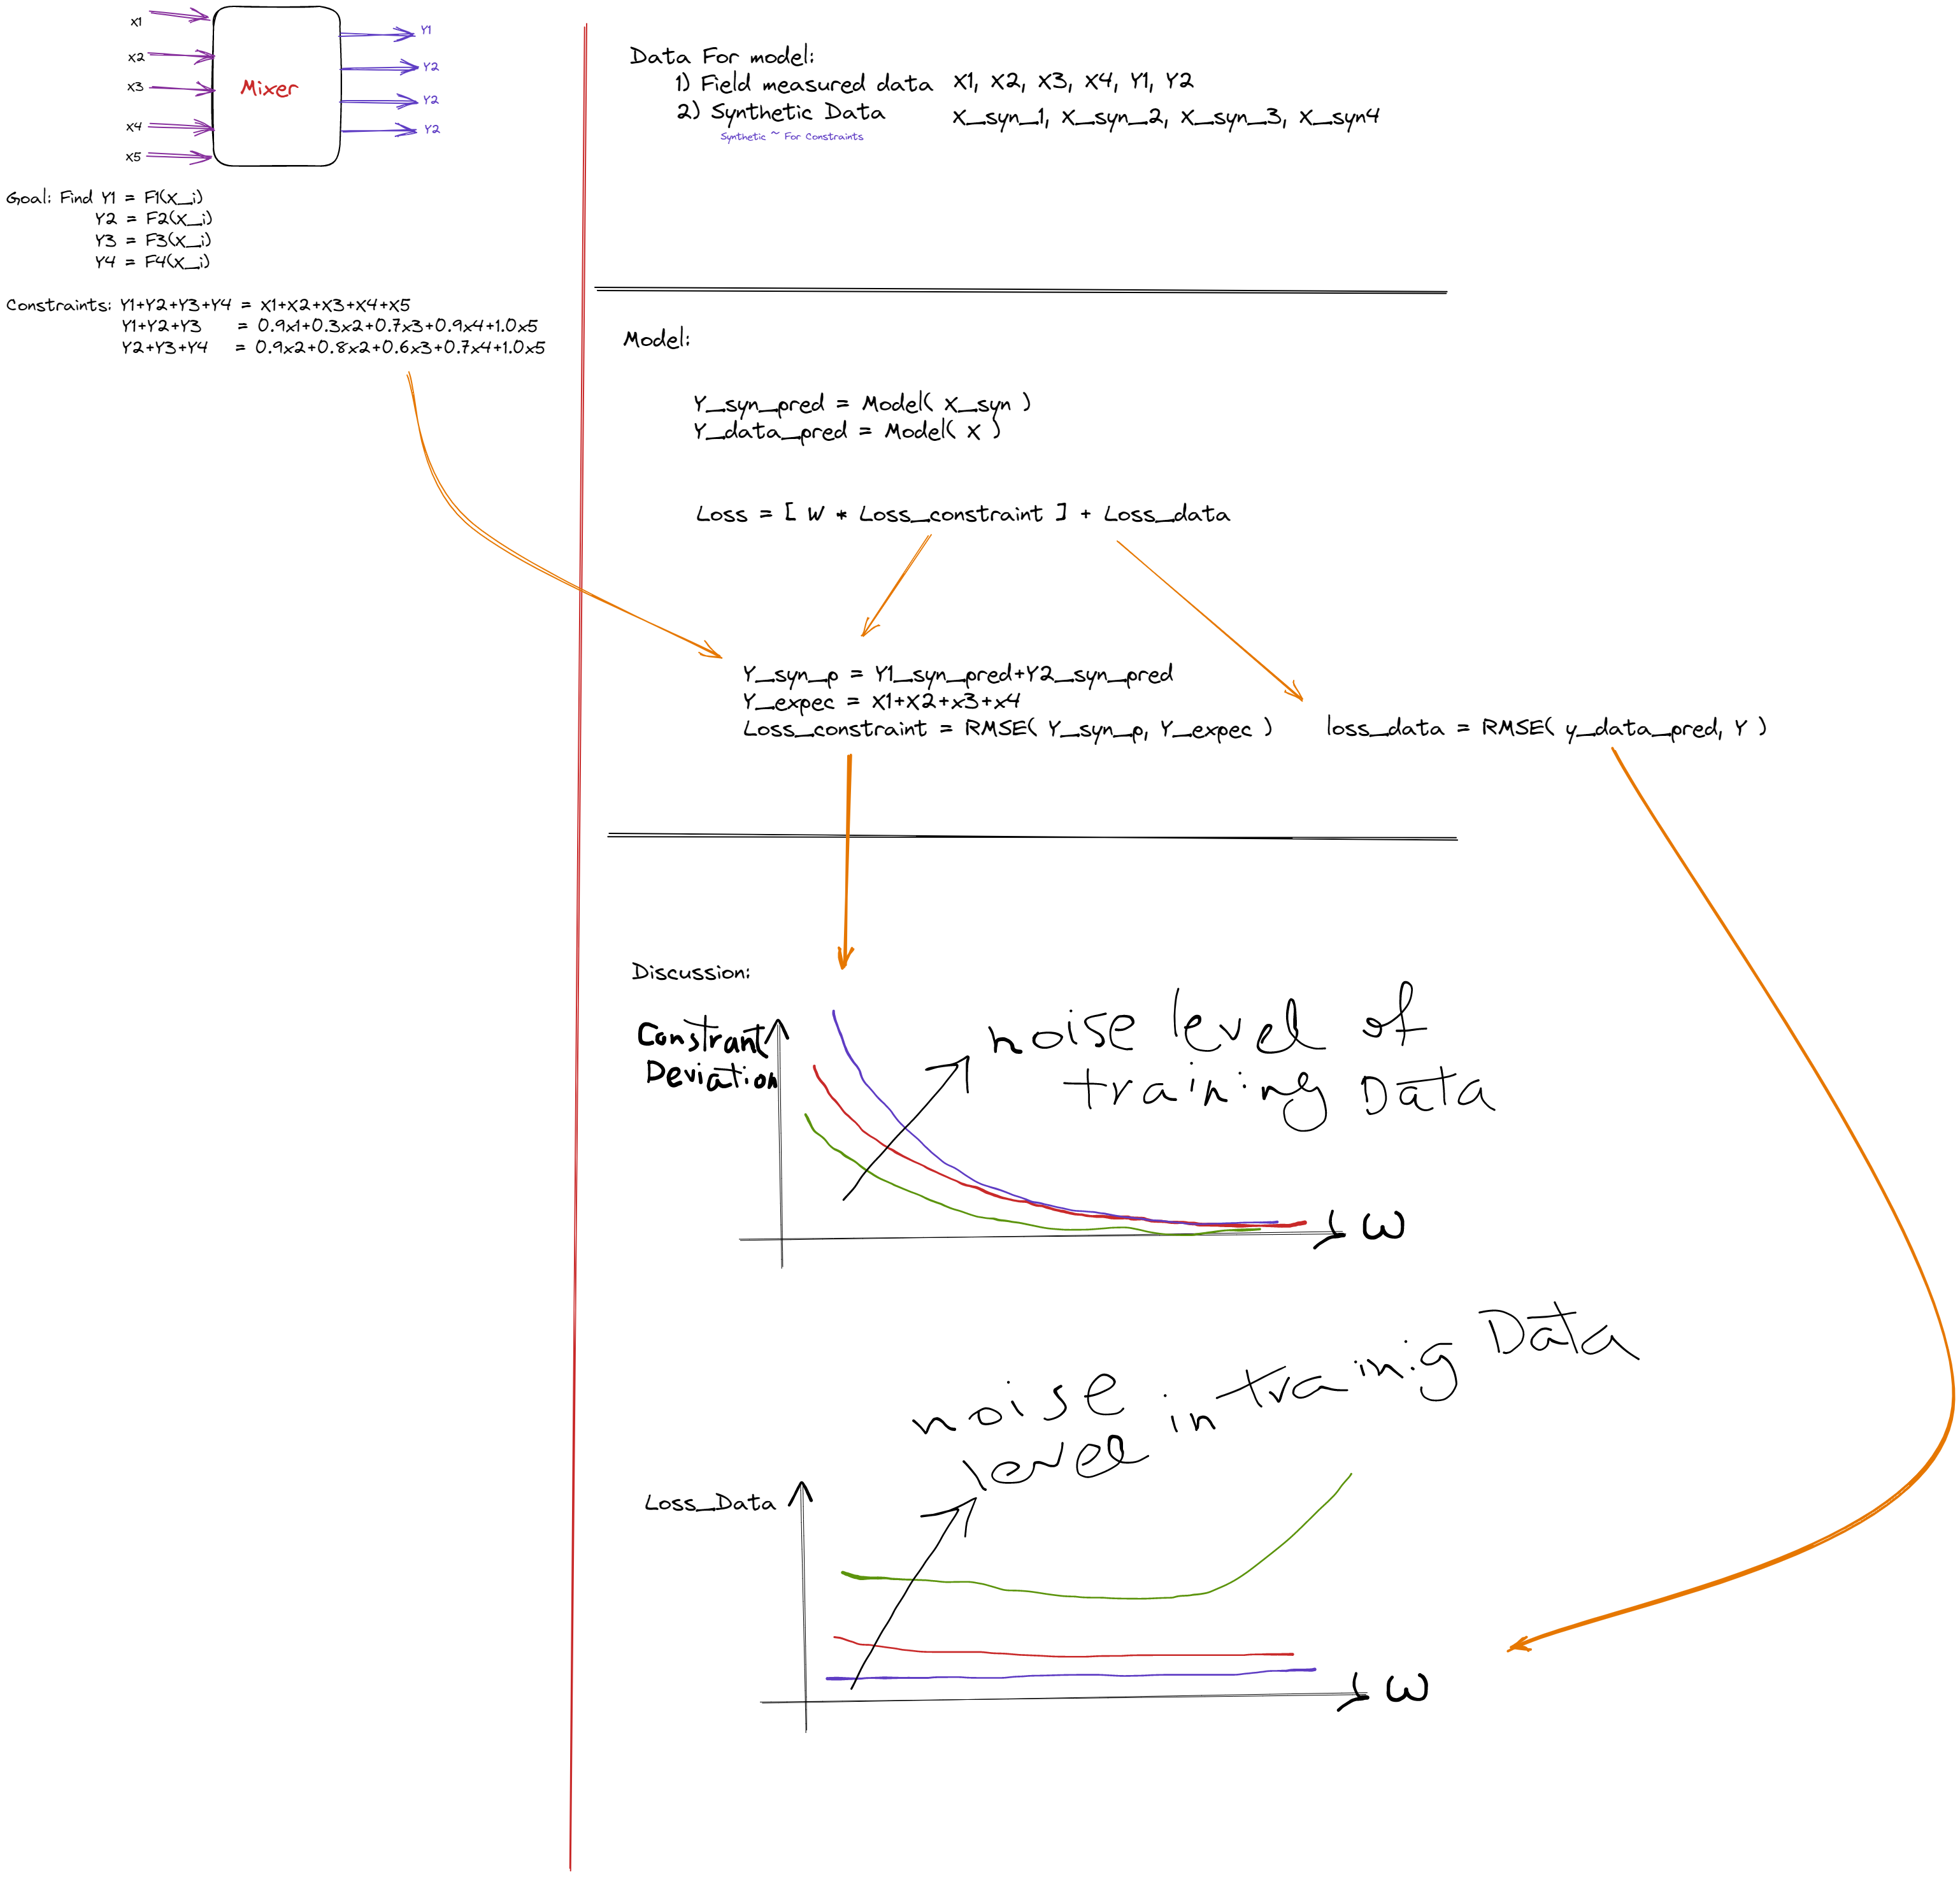 x1
x2
x3
x4
x5
Mixer
Y1
Y2
Y2
Y2
Goal: Find Y1 = F1(x_i)
Y2 = F2(x_i)
Y3 = F3(x_i)
Y4 = F4(x_i)
Constraints: Y1+Y2+Y3+Y4 = x1+x2+x3+x4+x5
Y1+Y2+Y3 = 0.9x1+0.3x2+0.7x3+0.9x4+1.0x5
Y2+Y3+Y4 = 0.9x2+0.8x2+0.6x3+0.7x4+1.0x5
Data For model:
1) Field measured data X1, X2, X3, X4, Y1, Y2
2) Synthetic Data X_syn_1, X_syn_2, X_syn_3, X_syn4
Synthetic ~ For Constraints
Model:
Y_syn_pred = Model( X_syn )
Y_data_pred = Model( X )
Loss = [ W * Loss_constraint ] + Loss_data
Y_syn_p = Y1_syn_pred+Y2_syn_pred
Y_expec = X1+X2+x3+x4
Loss_constraint = RMSE( Y_syn_p, Y_expec )
loss_data = RMSE( y_data_pred, Y )
Discussion:
Constrant
Deviation
noise level of
training Data
ω
noise
level in trainig Data
Loss_Data
ω